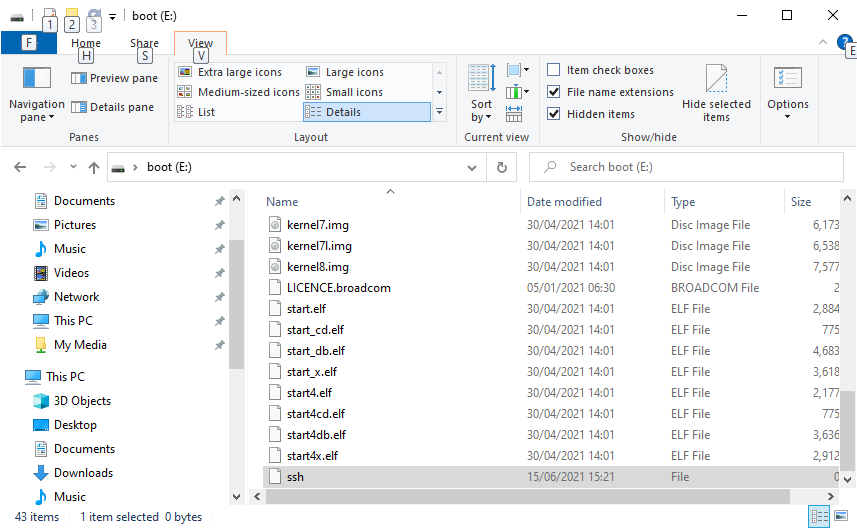 1 2 3 boot (E:)
F Home Share View
H S V E
Extra large icons Large icons
Medium-sized icons Small icons
List Details
Preview pane
Details pane
Navigation pane
Sort by
Item check boxes
File name extensions
Hidden items
Hide selected items
Options
Panes Layout Current view Show/hide
boot (E:) Search boot (E:)
Documents
Pictures
Music
Videos
Network
This PC
My Media
This PC
3D Objects
Desktop
Documents
Downloads
Music
Name Date modified Type Size
kernel7.img 30/04/2021 14:01 Disc Image File 6,173
kernel7l.img 30/04/2021 14:01 Disc Image File 6,538
kernel8.img 30/04/2021 14:01 Disc Image File 7,577
LICENCE.broadcom 05/01/2021 06:30 BROADCOM File 2
start.elf 30/04/2021 14:01 ELF File 2,884
start_cd.elf 30/04/2021 14:01 ELF File 775
start_db.elf 30/04/2021 14:01 ELF File 4,683
start_x.elf 30/04/2021 14:01 ELF File 3,618
start4.elf 30/04/2021 14:01 ELF File 2,177
start4cd.elf 30/04/2021 14:01 ELF File 775
start4db.elf 30/04/2021 14:01 ELF File 3,636
start4x.elf 30/04/2021 14:01 ELF File 2,912
ssh 15/06/2021 15:21 File 0
43 items 1 item selected 0 bytes